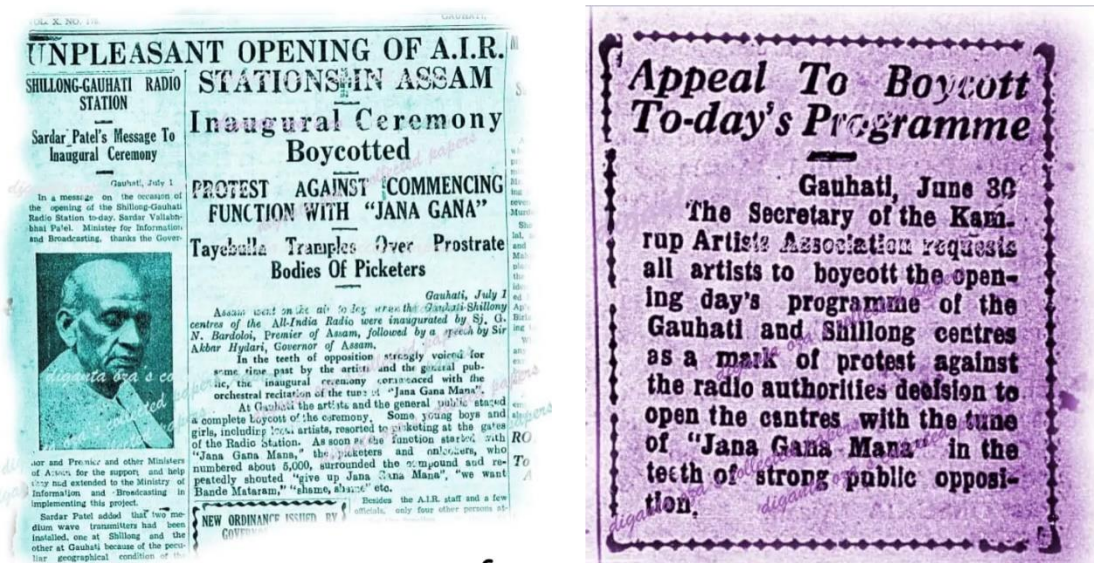 VOL. X. NO.
GAUHATI,
UNPLEASANT OPENING OF A.I.R.
STATIONS IN ASSAM
SHILLONG-GAUHATI RADIO
STATION
Sardar Patel's Message To
Inaugural Ceremony
Gauhati, July 1
In a message on the occasion of
the opening of the Shillong-Gauhati
Radio Station to-day, Sardar Vallabh-
bhai Patel, Minister for Information
and Broadcasting, thanks the Gover-
nor and Premier and other Ministers
of Assam for the support and help
they had extended to the Ministry of
Information and Broadcasting in
implementing this project.
Sardar Patel added that two me-
dium wave transmitters had been
installed, one at Shillong and the
other at Gauhati because of the pecu-
liar geographical condition of the
Inaugural Ceremony
Boycotted
PROTEST AGAINST COMMENCING
FUNCTION WITH "JANA GANA"
Tayebulla Tramples Over Prostrate
Bodies Of Picketers
Gauhati, July 1
Assam went on the air to-day when the Gauhati-Shillong
centres of the All-India Radio were inaugurated by Sj. G.
N. Bardoloi, Premier of Assam, followed by a speech by Sir
Akbar Hydari, Governor of Assam.
In the teeth of opposition strongly voiced for
some time past by the artists and the general pub-
lic, the inaugural ceremony commenced with the
orchestral recitation of the tune of "Jana Gana Mana".
At Gauhati the artists and the general public staged
a complete boycott of the ceremony. Some young boys and
girls, including local artists, resorted to picketing at the gates
of the Radio Station. As soon as the function started with
"Jana Gana Mana," the picketers and onlookers, who
numbered about 5,000, surrounded the compound and re-
peatedly shouted "give up Jana Gana Mana", "we want
Bande Mataram," "shame, shame" etc.
Besides the A.I.R. staff and a few
officials, only four other persons at-
NEW ORDINANCE ISSUED BY
diganta oza's collected papers
Appeal To Boycott
To-day's Programme
Gauhati, June 30
The Secretary of the Kam-
rup Artists Association requests
all artists to boycott the open-
ing day's programme of the
Gauhati and Shillong centres
as a mark of protest against
the radio authorities decision to
open the centres with the tune
of "Jana Gana Mana" in the
teeth of strong public opposi-
tion.